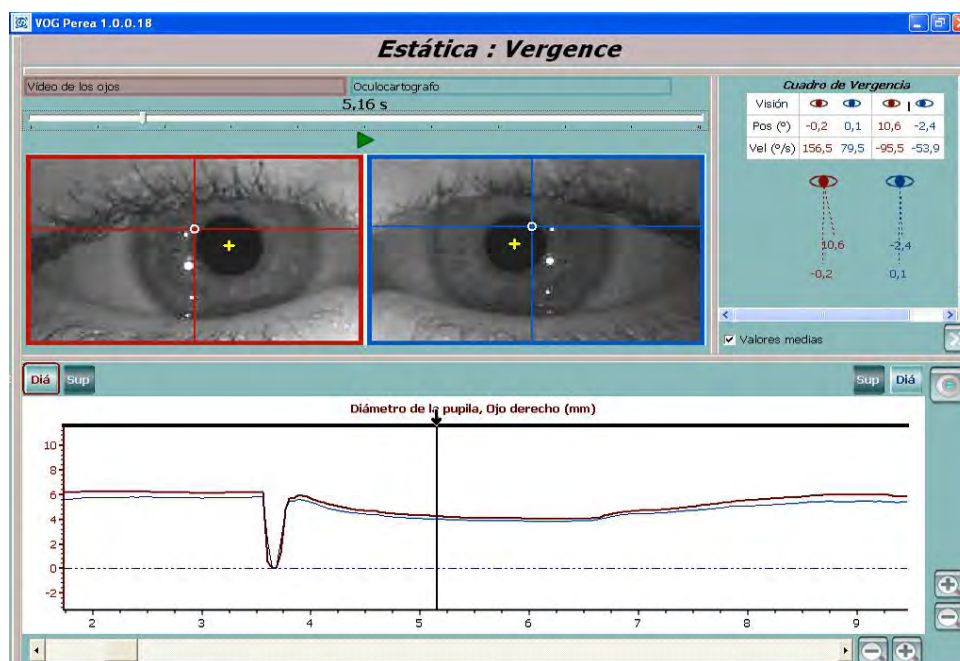 VOG Perea 1.0.0.18
Estática : Vergence
Vídeo de los ojos
Oculocartografo
5,16 s
Cuadro de Vergencia
Visión
Pos (º) -0,2 0,1 10,6 -2,4
Vel (º/s) 156,5 79,5 -95,5 -53,9
10,6 -2,4
-0,2 0,1
Valores medias
Diá Sup Sup Diá
Diámetro de la pupila, Ojo derecho (mm)
10
8
6
4
2
0
-2
2 3 4 5 6 7 8 9